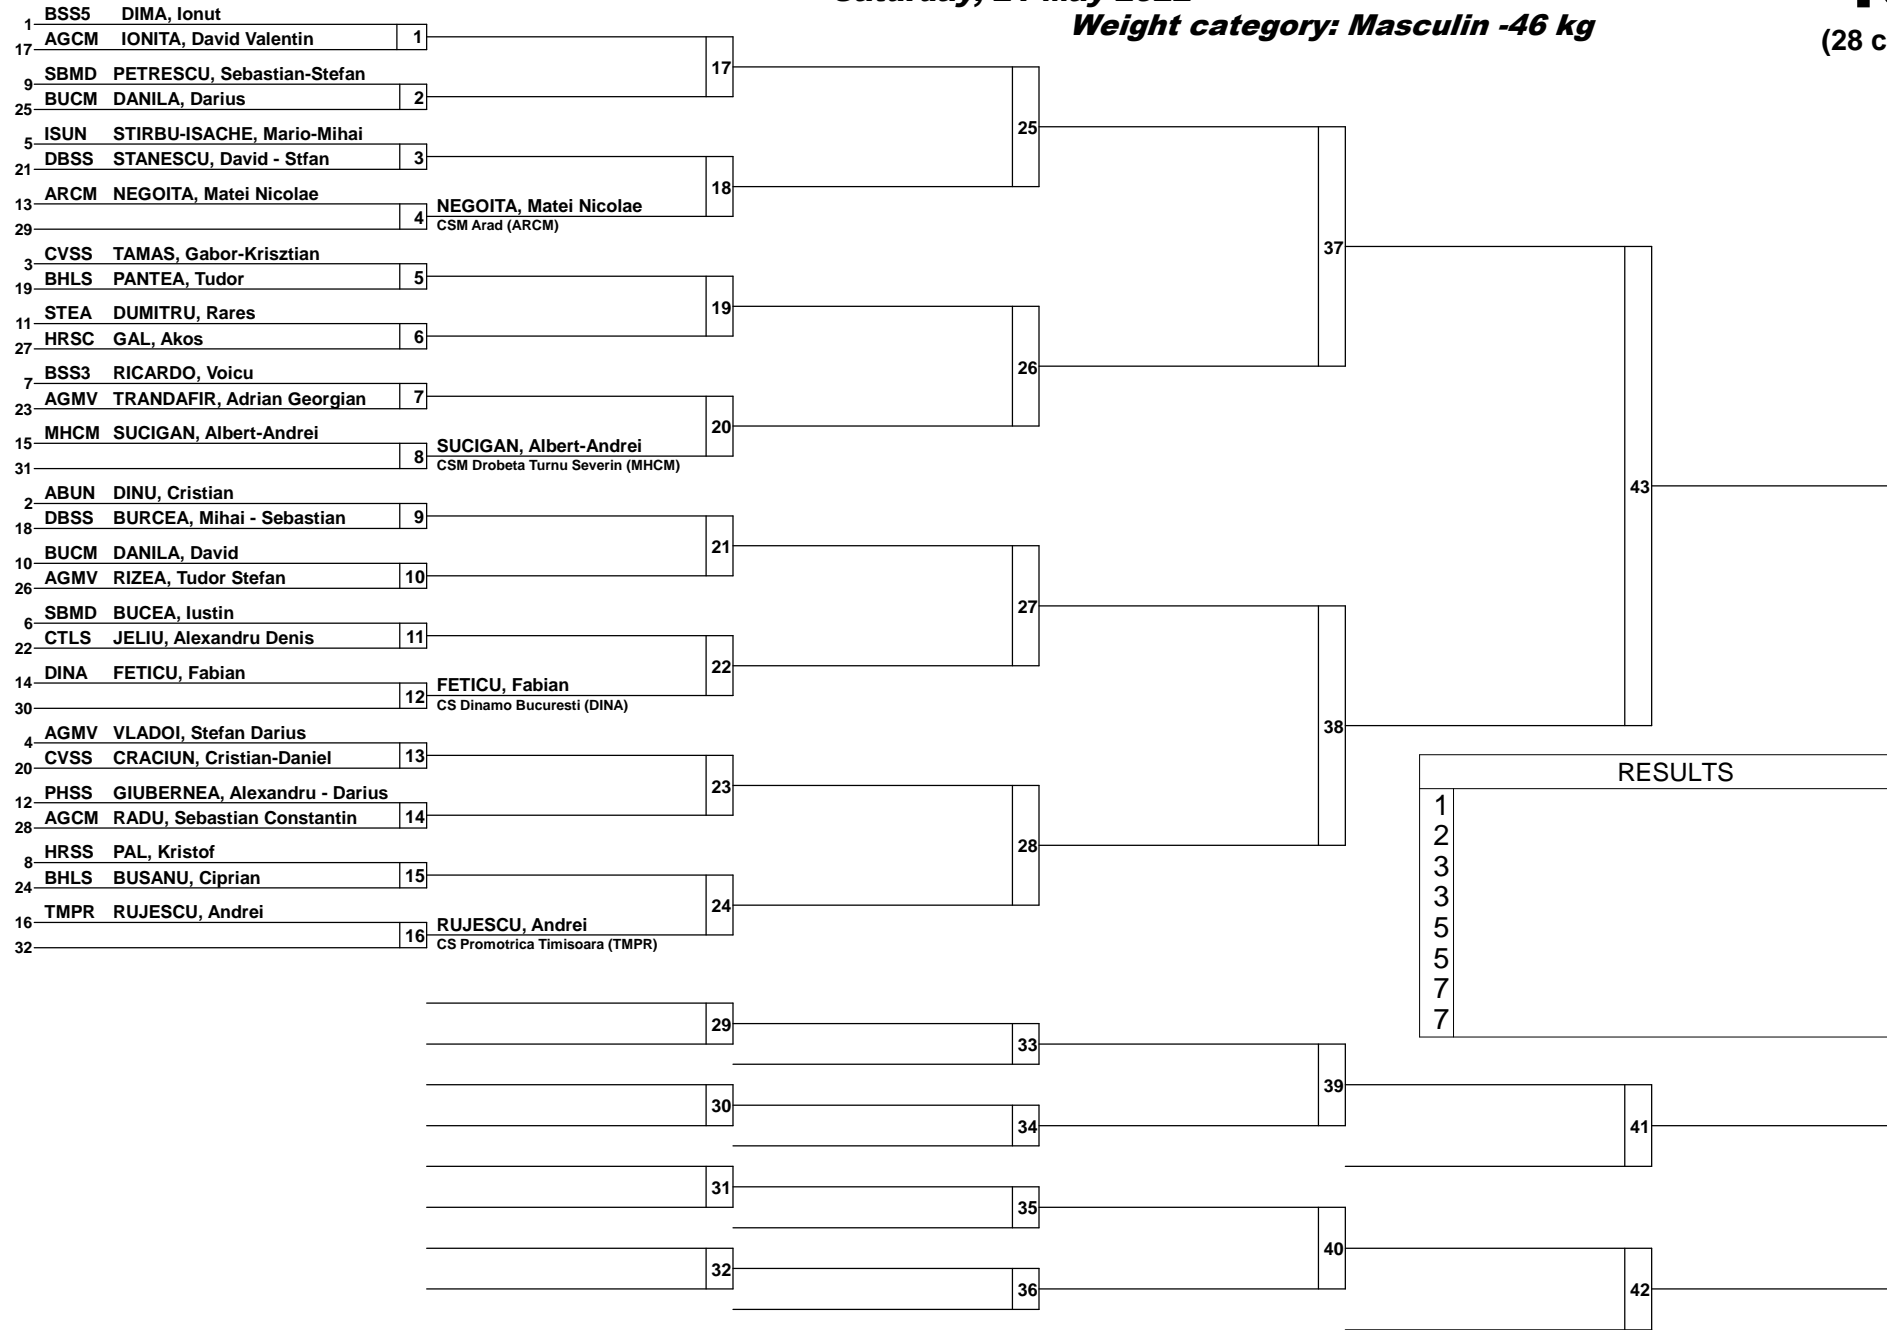 Weight category: Masculin -46 kg
(28 c
1 BSS5 DIMA, Ionut
17 AGCM IONITA, David Valentin 1
17
9 SBMD PETRESCU, Sebastian-Stefan
25 BUCM DANILA, Darius 2
25
5 ISUN STIRBU-ISACHE, Mario-Mihai
21 DBSS STANESCU, David - Stfan 3
18
13 ARCM NEGOITA, Matei Nicolae
29 4 NEGOITA, Matei Nicolae
CSM Arad (ARCM)
37
3 CVSS TAMAS, Gabor-Krisztian
19 BHLS PANTEA, Tudor 5
19
11 STEA DUMITRU, Rares
27 HRSC GAL, Akos 6
26
7 BSS3 RICARDO, Voicu
23 AGMV TRANDAFIR, Adrian Georgian 7
20
15 MHCM SUCIGAN, Albert-Andrei
31 8 SUCIGAN, Albert-Andrei
CSM Drobeta Turnu Severin (MHCM)
43
2 ABUN DINU, Cristian
18 DBSS BURCEA, Mihai - Sebastian 9
21
10 BUCM DANILA, David
26 AGMV RIZEA, Tudor Stefan 10
27
6 SBMD BUCEA, Iustin
22 CTLS JELIU, Alexandru Denis 11
22
14 DINA FETICU, Fabian
30 12 FETICU, Fabian
CS Dinamo Bucuresti (DINA)
38
4 AGMV VLADOI, Stefan Darius
20 CVSS CRACIUN, Cristian-Daniel 13
23
12 PHSS GIUBERNEA, Alexandru - Darius
28 AGCM RADU, Sebastian Constantin 14
28
8 HRSS PAL, Kristof
24 BHLS BUSANU, Ciprian 15
24
16 TMPR RUJESCU, Andrei
32 16 RUJESCU, Andrei
CS Promotrica Timisoara (TMPR)
RESULTS
1
2
3
3
5
5
7
7
29
33
39
30
34
41
31
35
40
32
36
42